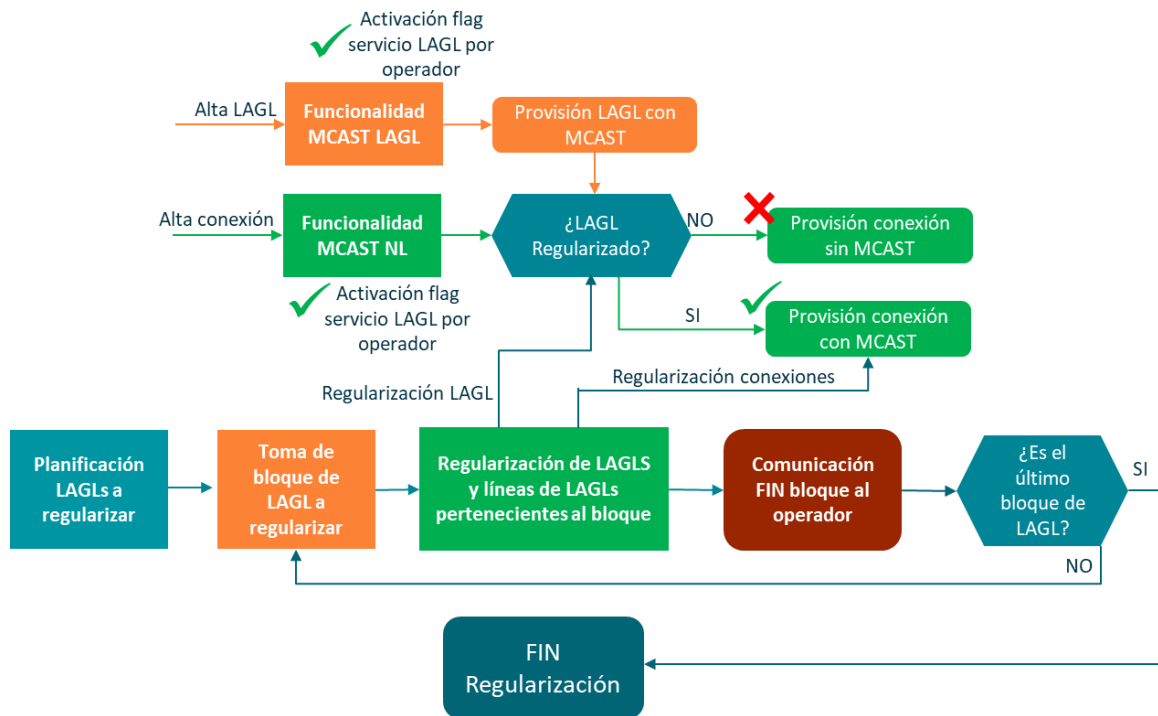 Activación flag
servicio LAGL por
operador
Alta LAGL
Funcionalidad
MCAST LAGL
Provisión LAGL con
MCAST
Alta conexión
Funcionalidad
MCAST NL
¿LAGL
Regularizado?
NO
Provisión conexión
sin MCAST
Activación flag
servicio LAGL por
operador
SI
Provisión conexión
con MCAST
Regularización LAGL
Regularización conexiones
Planificación
LAGLs a
regularizar
Toma de
bloque de
LAGL a
regularizar
Regularización de LAGLS
y líneas de LAGLs
pertenecientes al bloque
Comunicación
FIN bloque al
operador
¿Es el
último
bloque de
LAGL?
SI
NO
FIN
Regularización